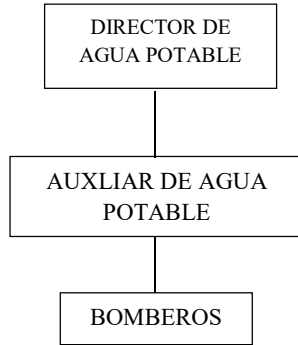 DIRECTOR DE
AGUA POTABLE
AUXLIAR DE AGUA
POTABLE
BOMBEROS